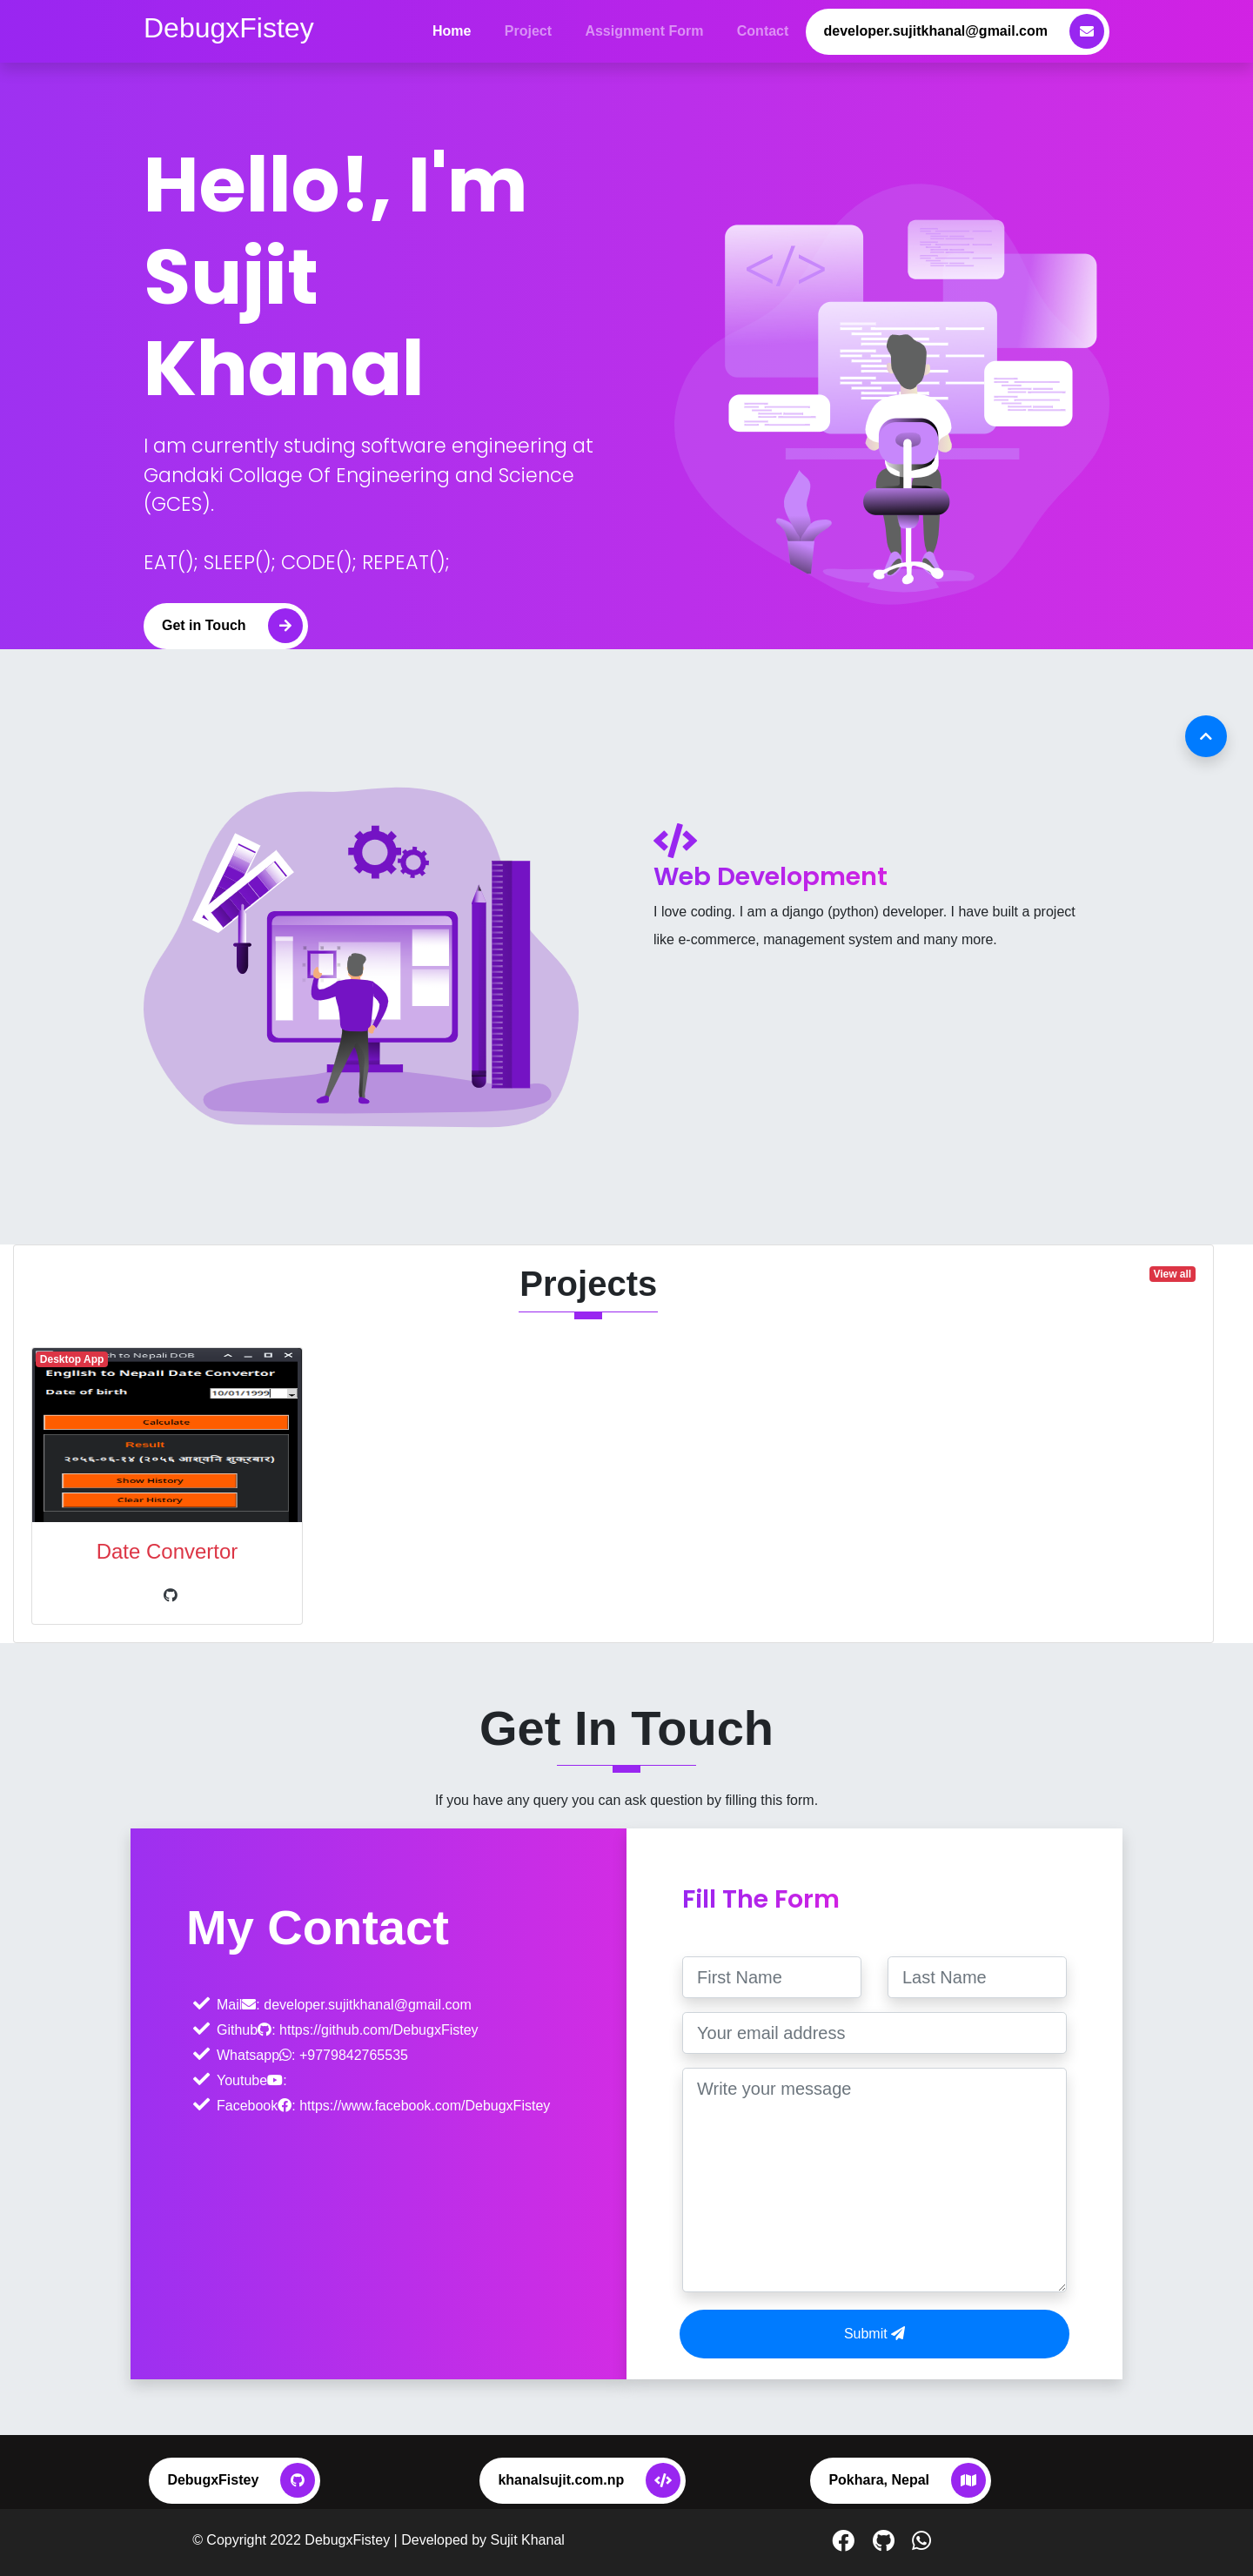 DebugxFistey
Home Project Assignment Form Contact developer.sujitkhanal@gmail.com
Hello!, I'm
Sujit
Khanal
I am currently studing software engineering at
Gandaki Collage Of Engineering and Science
(GCES).
EAT(); SLEEP(); CODE(); REPEAT();
Get in Touch
</>
Web Development
I love coding. I am a django (python) developer. I have built a project
like e-commerce, management system and many more.
Projects
View all
Desktop App
to Nepali DOB
English to Nepali Date Convertor
Date of birth 10/01/1999
Calculate
Result
२०५६-०६-१४ (२०५६ आश्वनि शुक्रबार)
Show History
Clear History
Date Convertor
Get In Touch
If you have any query you can ask question by filling this form.
My Contact
Mail: developer.sujitkhanal@gmail.com
Github: https://github.com/DebugxFistey
Whatsapp: +9779842765535
Youtube:
Facebook: https://www.facebook.com/DebugxFistey
Fill The Form
First Name Last Name
Your email address
Write your message
Submit
DebugxFistey khanalsujit.com.np Pokhara, Nepal
© Copyright 2022 DebugxFistey | Developed by Sujit Khanal